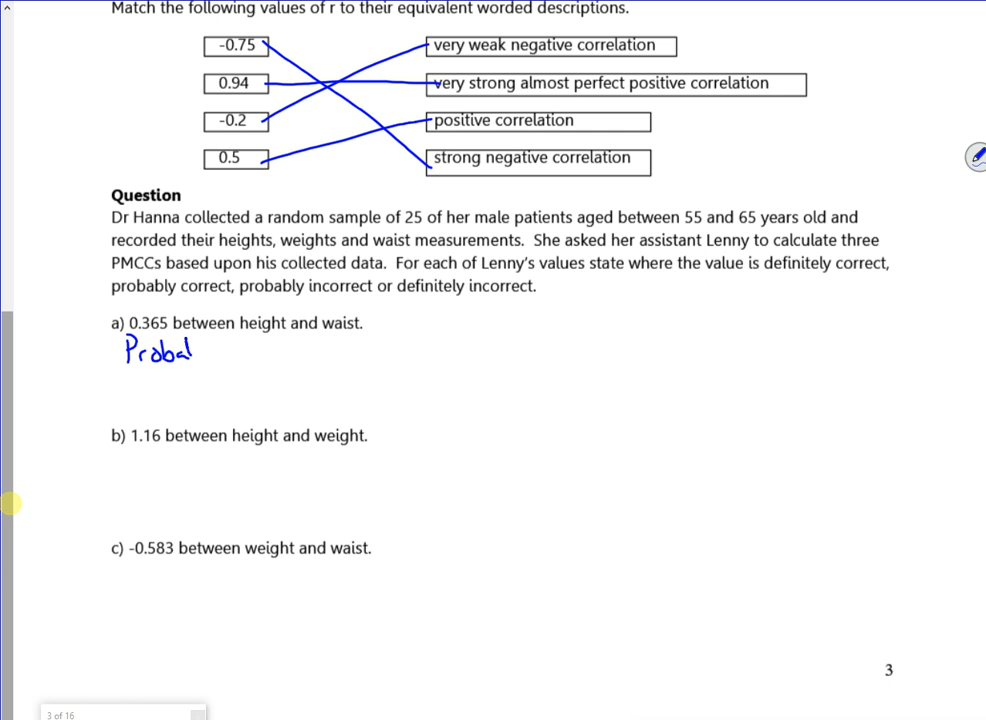 Match the following values of r to their equivalent worded descriptions.
-0.75 very weak negative correlation
0.94 very strong almost perfect positive correlation
-0.2 positive correlation
0.5 strong negative correlation
Question
Dr Hanna collected a random sample of 25 of her male patients aged between 55 and 65 years old and
recorded their heights, weights and waist measurements. She asked her assistant Lenny to calculate three
PMCCs based upon his collected data. For each of Lenny's values state where the value is definitely correct,
probably correct, probably incorrect or definitely incorrect.
a) 0.365 between height and waist.
Probal
b) 1.16 between height and weight.
c) -0.583 between weight and waist.
3
3 of 16